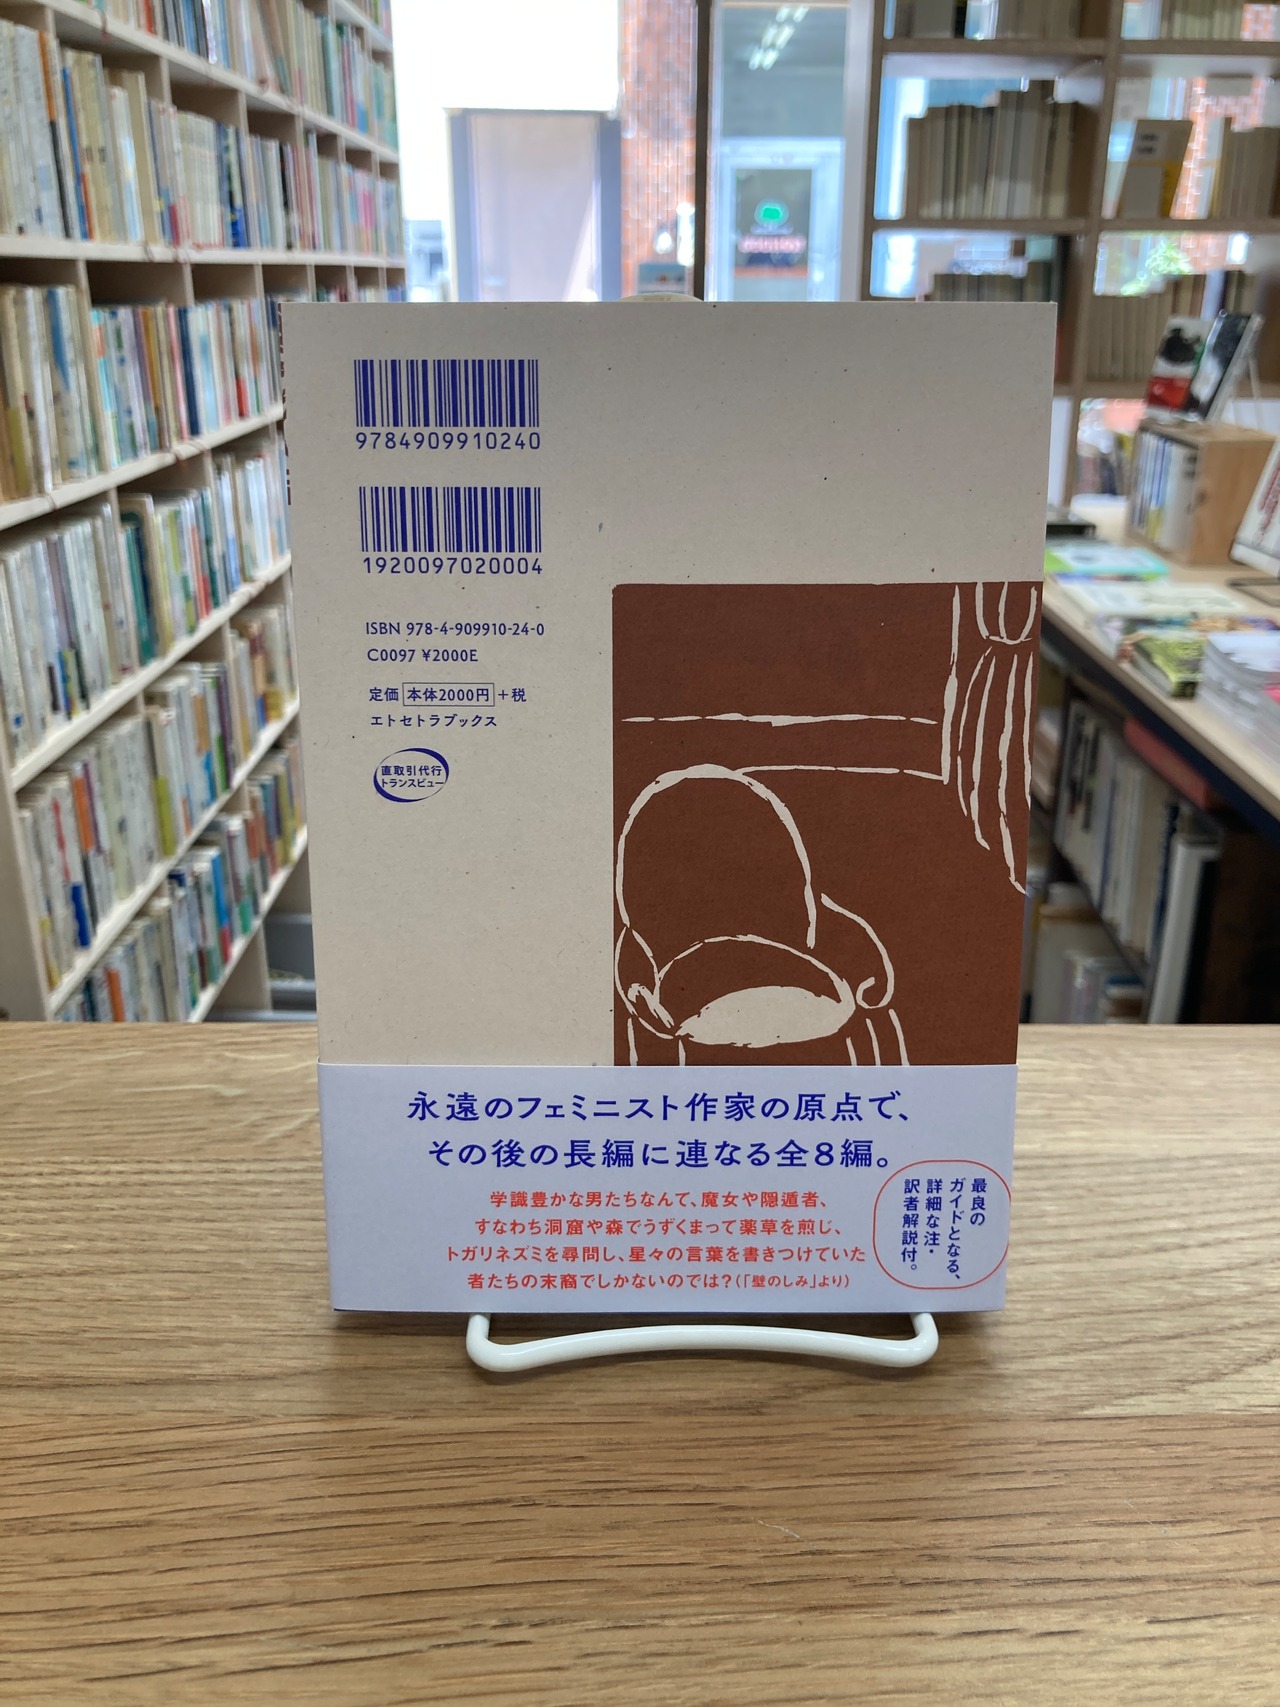 9784909910240
1920097020004
ISBN 978-4-909910-24-0
C0097 ¥2000E
定価 本体2000円 +税
エトセトラブックス
直取引代行
トランスビュー
永遠のフェミニスト作家の原点で、
その後の長編に連なる全8編。
学識豊かな男たちなんて、魔女や隠遁者、
すなわち洞窟や森でうずくまって薬草を煎じ、
トガリネズミを尋問し、星々の言葉を書きつけていた
者たちの末裔でしかないのでは?(「壁のしみ」より)
最良の
ガイドとなる、
詳細な注・
訳者解説付。